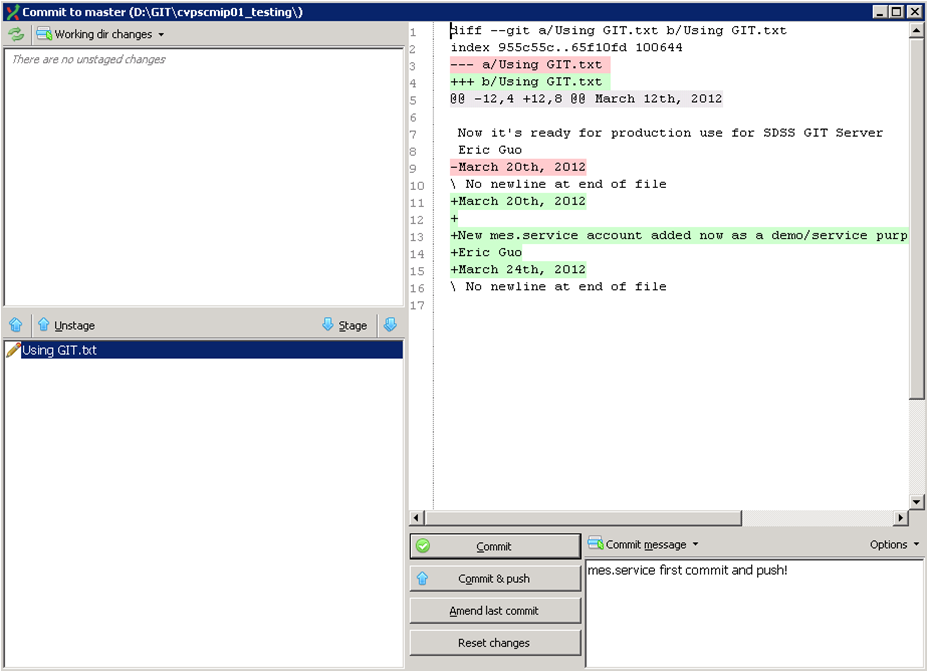 Commit to master (D:\GIT\cvpscmip01_testing\)
Working dir changes
There are no unstaged changes
Unstage
Stage
Using GIT.txt
1 diff --git a/Using GIT.txt b/Using GIT.txt
2 index 955c55c..65f10fd 100644
3 --- a/Using GIT.txt
4 +++ b/Using GIT.txt
5 @@ -12,4 +12,8 @@ March 12th, 2012
6
7 Now it's ready for production use for SDSS GIT Server
8 Eric Guo
9 -March 20th, 2012
10 \ No newline at end of file
11 +March 20th, 2012
12 +
13 +New mes.service account added now as a demo/service purp
14 +Eric Guo
15 +March 24th, 2012
16 \ No newline at end of file
17
Commit
Commit & push
Amend last commit
Reset changes
Commit message
Options
mes.service first commit and push!